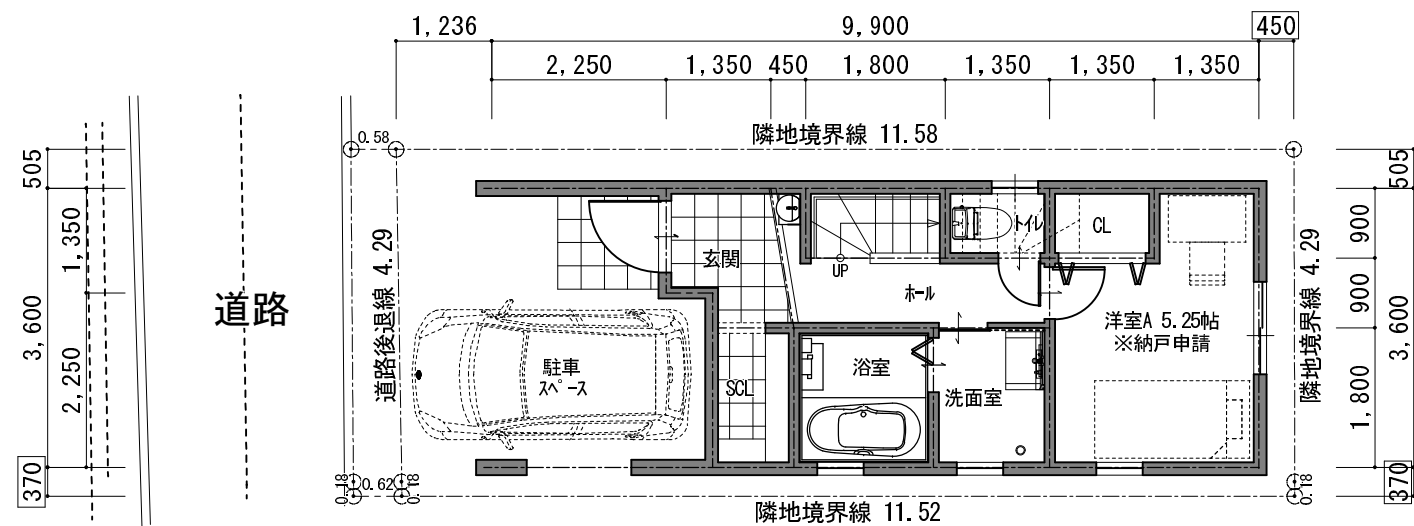 1,236
9,900
450
2,250
1,350
450
1,800
1,350
1,350
1,350
隣地境界線 11.58
0.58
505
1,350
3,600
2,250
370
道路
道路後退線 4.29
玄関
UP
ホール
トイレ
CL
洋室A 5.25帖
※納戸申請
駐車
スペース
SCL
浴室
洗面室
隣地境界線 4.29
505
900
900
3,600
1,800
370
0.18
0.62
0.18
0.18
隣地境界線 11.52